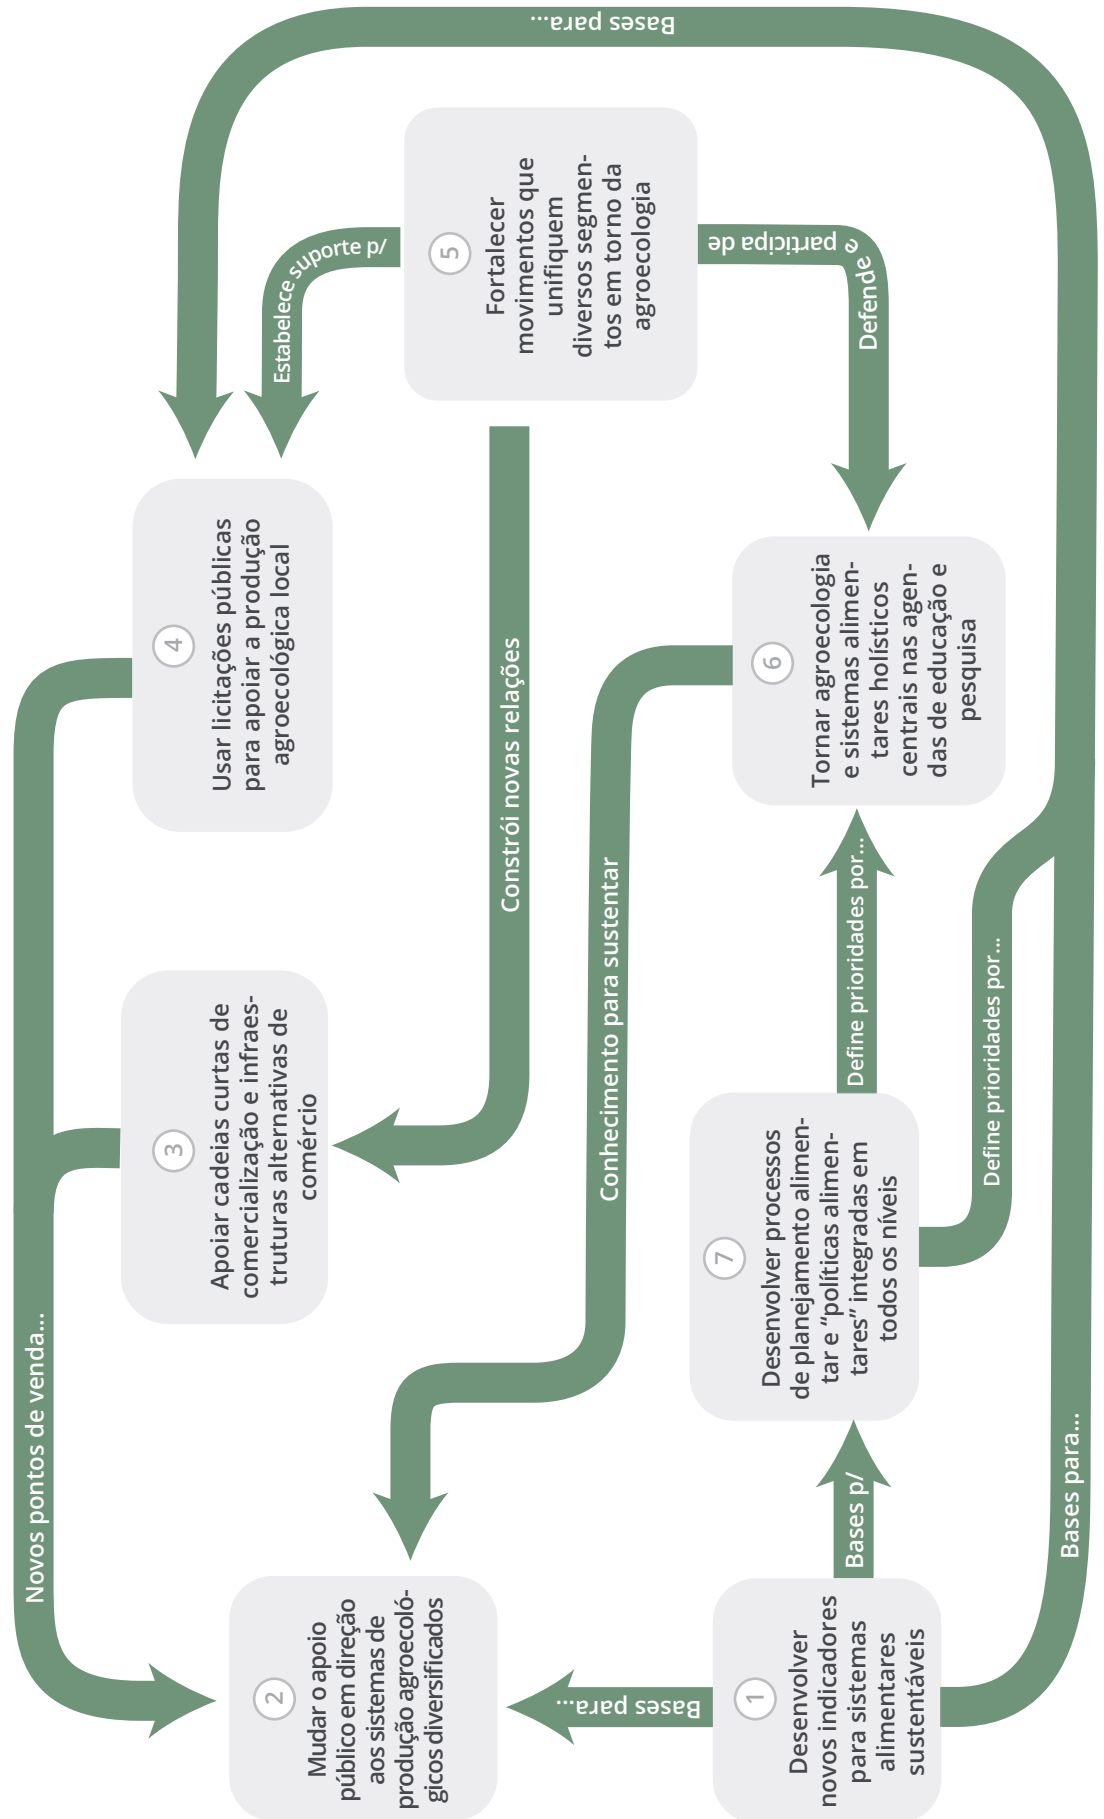 Novos pontos de venda...
2
Mudar o apoio
público em direção
aos sistemas de
produção agroecoló-
gicos diversificados
3
Apoiar cadeias curtas de
comercialização e infraes-
truturas alternativas de
comércio
4
Usar licitações públicas
para apoiar a produção
agroecológica local
Estabelece suporte p/
Bases para...
Constrói novas relações
5
Fortalecer
movimentos que
unifiquem
diversos segmen-
tos em torno da
agroecologia
Conhecimento para sustentar
Bases para...
1
Desenvolver
novos indicadores
para sistemas
alimentares
sustentáveis
Bases p/
7
Desenvolver processos
de planejamento alimen-
tar e “políticas alimen-
tares” integradas em
todos os níveis
Define prioridades por...
6
Tornar agroecologia
e sistemas alimen-
tares holísticos
centrais nas agen-
das de educação e
pesquisa
Defende e
participa de
Define prioridades por...
Bases para...